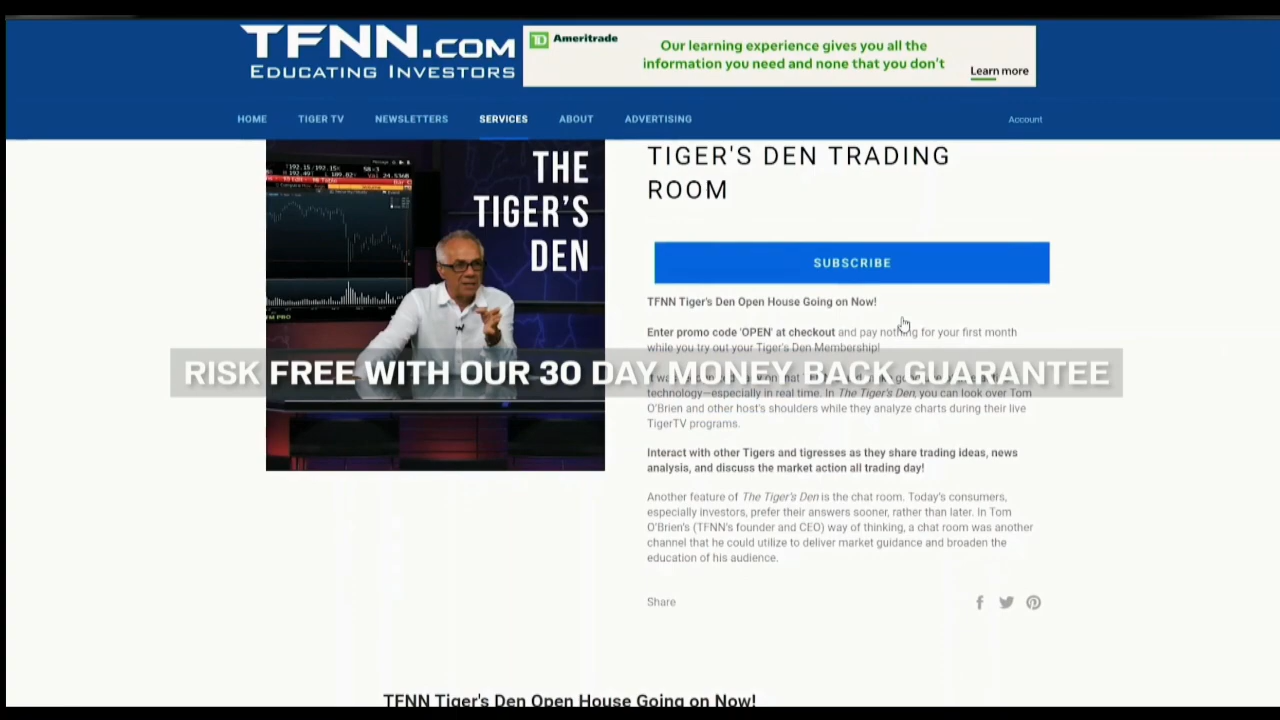 TFNN.COM
EDUCATING INVESTORS
TD Ameritrade
Our learning experience gives you all the
information you need and none that you don't
Learn more
HOME TIGER TV NEWSLETTERS SERVICES ABOUT ADVERTISING
Account
THE
TIGER'S
DEN
TIGER'S DEN TRADING
ROOM
SUBSCRIBE
TFNN Tiger's Den Open House Going on Now!
Enter promo code 'OPEN' at checkout and pay nothing for your first month
while you try out your Tiger's Den Membership!
RISK FREE WITH OUR 30 DAY MONEY BACK GUARANTEE
technology—especially in real time. In The Tiger's Den, you can look over Tom
O'Brien and other host's shoulders while they analyze charts during their live
TigerTV programs.
Interact with other Tigers and tigresses as they share trading ideas, news
analysis, and discuss the market action all trading day!
Another feature of The Tiger's Den is the chat room. Today's consumers,
especially investors, prefer their answers sooner, rather than later. In Tom
O'Brien's (TFNN's founder and CEO) way of thinking, a chat room was another
channel that he could utilize to deliver market guidance and broaden the
education of his audience.
Share
TFNN Tiger's Den Open House Going on Now!